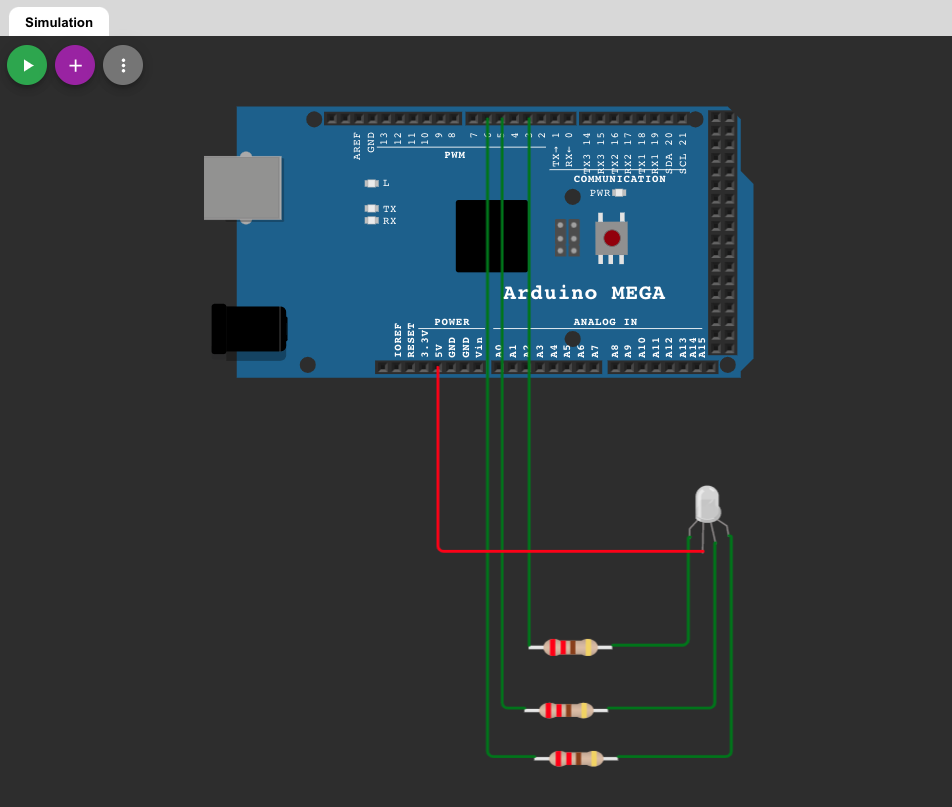 Simulation
AREF
GND
13
12
11
10
9
8
7
6
5
4
3
2
1
0
TX→
RX←
TX3 14
RX3 15
TX2 16
RX2 17
TX1 18
RX1 19
SDA 20
SCL 21
PWM
COMMUNICATION
L
PWR
TX
RX
Arduino MEGA
POWER
ANALOG IN
IOREF
RESET
3.3V
5V
GND
GND
Vin
A0
A1
A2
A3
A4
A5
A6
A7
A8
A9
A10
A11
A12
A13
A14
A15